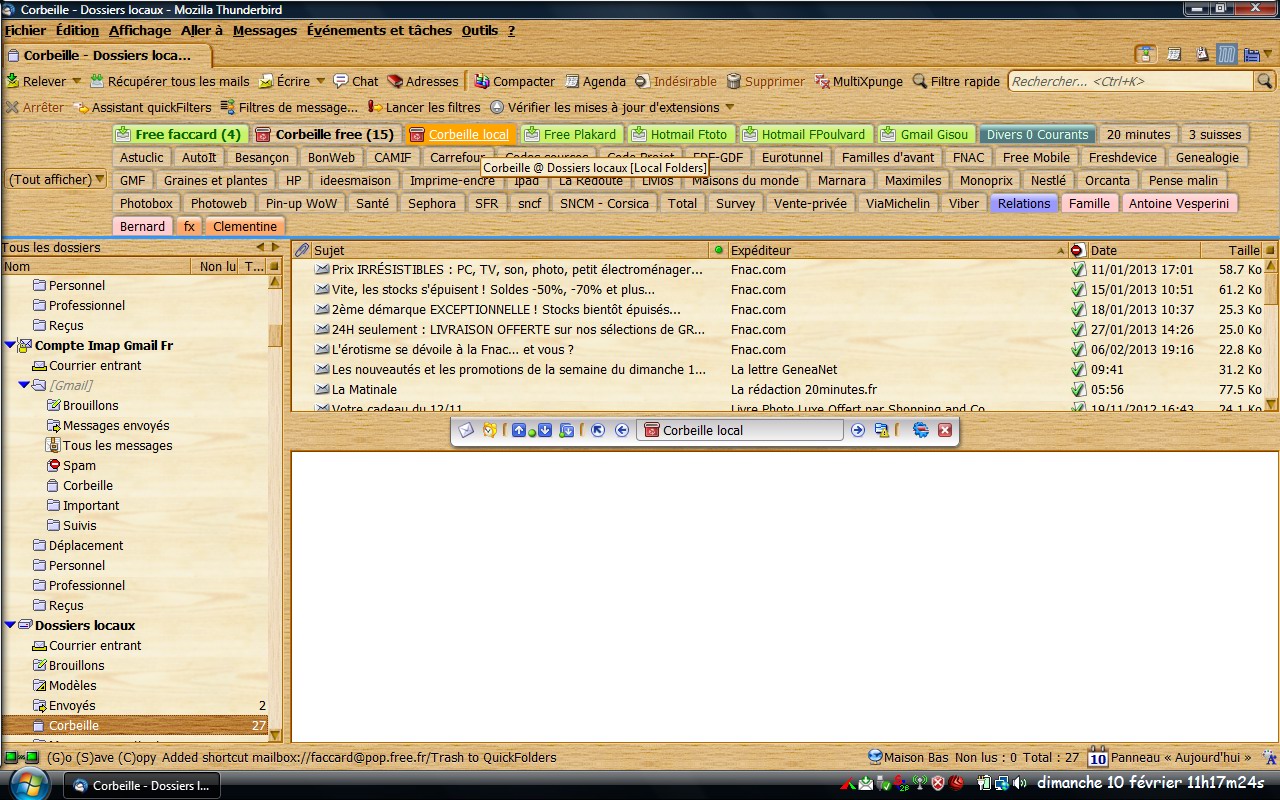 Corbeille - Dossiers locaux - Mozilla Thunderbird
Fichier Édition Affichage Aller à Messages Événements et tâches Outils ?
Corbeille - Dossiers loca...
Relever Récupérer tous les mails Écrire Chat Adresses Compacter Agenda Indésirable Supprimer MultiXpunge Filtre rapide Rechercher... <Ctrl+K>
Arrêter Assistant quickFilters Filtres de message... Lancer les filtres Vérifier les mises à jour d'extensions
Free faccard (4) Corbeille free (15) Corbeille local Free Plakard Hotmail Ftoto Hotmail FPoulvard Gmail Gisou Divers 0 Courants 20 minutes 3 suisses
Astuclic AutoIt Besançon BonWeb CAMIF Carrefour Codes sources Code Projet EDF-GDF Eurotunnel Familles d'avant FNAC Free Mobile Freshdevice Genealogie
Corbeille @ Dossiers locaux [Local Folders]
(Tout afficher) GMF Graines et plantes HP ideesmaison Imprime-encre Ipad La Redoute Livios Maisons du monde Marnara Maximiles Monoprix Nestlé Orcanta Pense malin
Photobox Photoweb Pin-up WoW Santé Sephora SFR sncf SNCM - Corsica Total Survey Vente-privée ViaMichelin Viber Relations Famille Antoine Vesperini
Bernard fx Clementine
Tous les dossiers
Nom Non lu T...
Personnel
Professionnel
Reçus
Compte Imap Gmail Fr
Courrier entrant
[Gmail]
Brouillons
Messages envoyés
Tous les messages
Spam
Corbeille
Important
Suivis
Déplacement
Personnel
Professionnel
Reçus
Dossiers locaux
Courrier entrant
Brouillons
Modèles
Envoyés 2
Corbeille 27
Sujet Expéditeur Date Taille
Prix IRRÉSISTIBLES : PC, TV, son, photo, petit électroménager... Fnac.com 11/01/2013 17:01 58.7 Ko
Vite, les stocks s'épuisent ! Soldes -50%, -70% et plus... Fnac.com 15/01/2013 10:51 61.2 Ko
2ème démarque EXCEPTIONNELLE ! Stocks bientôt épuisés... Fnac.com 18/01/2013 10:37 25.3 Ko
24H seulement : LIVRAISON OFFERTE sur nos sélections de GR... Fnac.com 27/01/2013 14:26 25.0 Ko
L'érotisme se dévoile à la Fnac... et vous ? Fnac.com 06/02/2013 19:16 22.8 Ko
Les nouveautés et les promotions de la semaine du dimanche 1... La lettre GeneaNet 09:41 31.2 Ko
La Matinale La rédaction 20minutes.fr 05:56 77.5 Ko
Votre cadeau du 12/11 Livre Photo Luxe Offert par Shopping and Co 19/11/2012 16:43 24.1 Ko
Corbeille local
(G)o (S)ave (C)opy Added shortcut mailbox://faccard@pop.free.fr/Trash to QuickFolders
Maison Bas Non lus : 0 Total : 27 10 Panneau « Aujourd'hui »
Corbeille - Dossiers l...
dimanche 10 février 11h17m24s